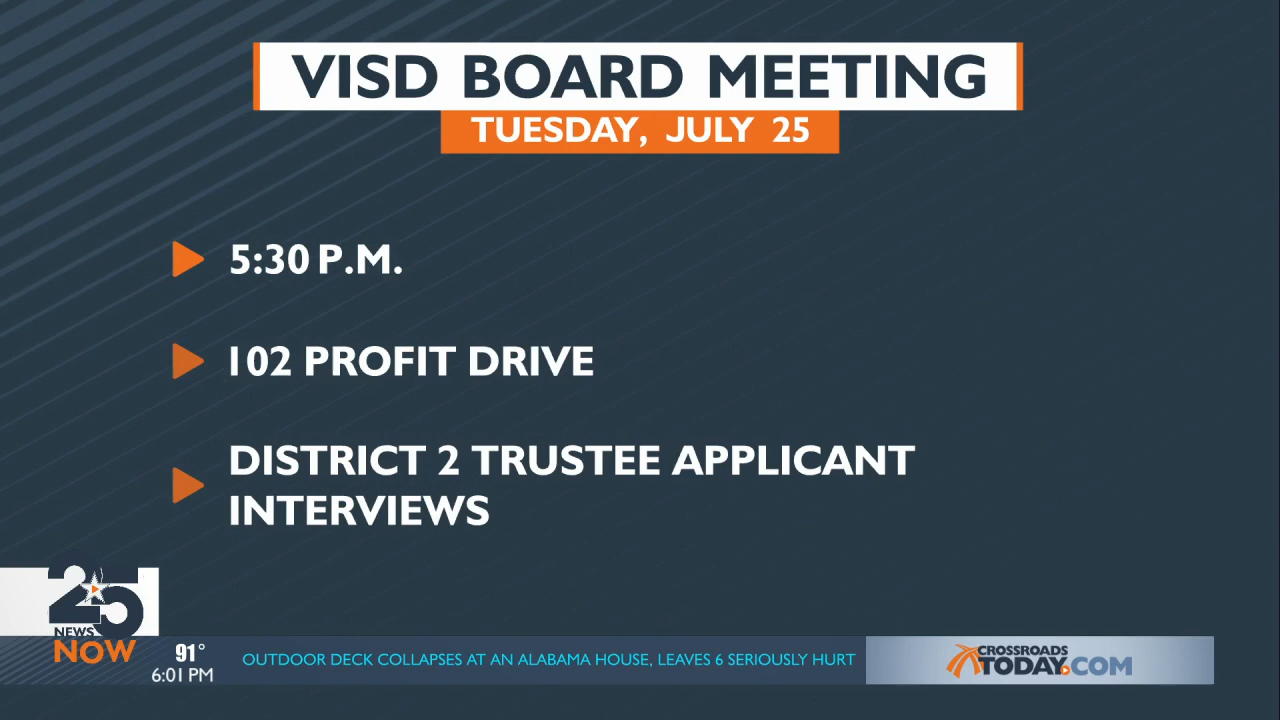 VISD BOARD MEETING
TUESDAY, JULY 25
5:30 P.M.
102 PROFIT DRIVE
DISTRICT 2 TRUSTEE APPLICANT
INTERVIEWS
25
NEWS
NOW
91°
6:01 PM
OUTDOOR DECK COLLAPSES AT AN ALABAMA HOUSE, LEAVES 6 SERIOUSLY HURT
CROSSROADS
TODAY.COM